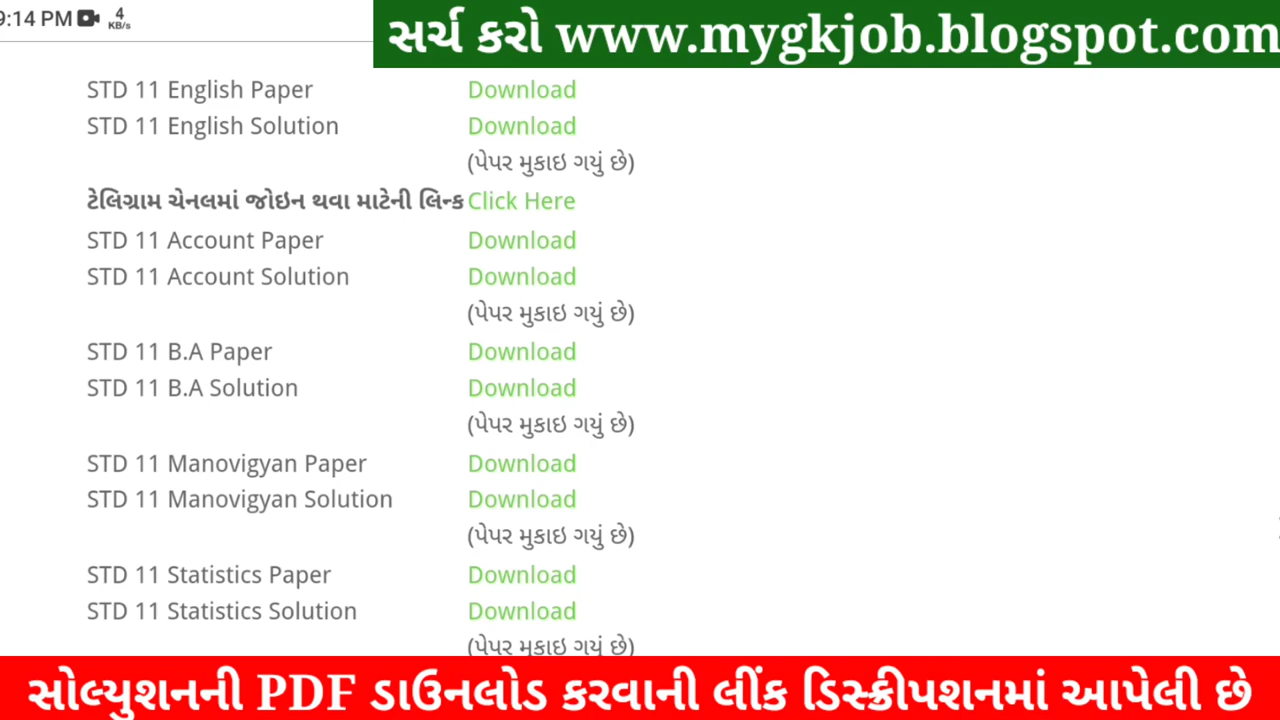 9:14 PM 4 KB/s
સર્ચ કરો www.mygkjob.blogspot.com
STD 11 English Paper Download
STD 11 English Solution Download
(પેપર મુકાઇ ગયું છે)
ટેલિગ્રામ ચેનલમાં જોઇન થવા માટેની લિન્ક Click Here
STD 11 Account Paper Download
STD 11 Account Solution Download
(પેપર મુકાઇ ગયું છે)
STD 11 B.A Paper Download
STD 11 B.A Solution Download
(પેપર મુકાઇ ગયું છે)
STD 11 Manovigyan Paper Download
STD 11 Manovigyan Solution Download
(પેપર મુકાઇ ગયું છે)
STD 11 Statistics Paper Download
STD 11 Statistics Solution Download
(પેપર મુકાઇ ગયું છે)
સોલ્યુશનની PDF ડાઉનલોડ કરવાની લીંક ડિસ્ક્રીપશનમાં આપેલી છે